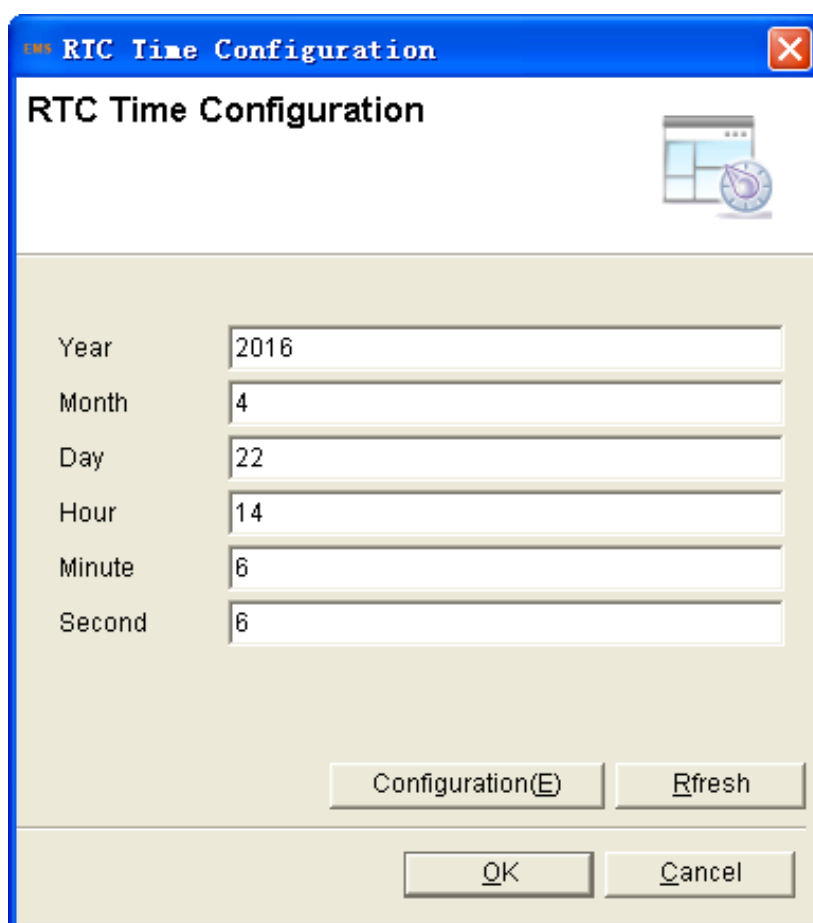 EMS RTC Time Configuration
RTC Time Configuration
Year 2016
Month 4
Day 22
Hour 14
Minute 6
Second 6
Configuration(E) Rfresh
OK Cancel